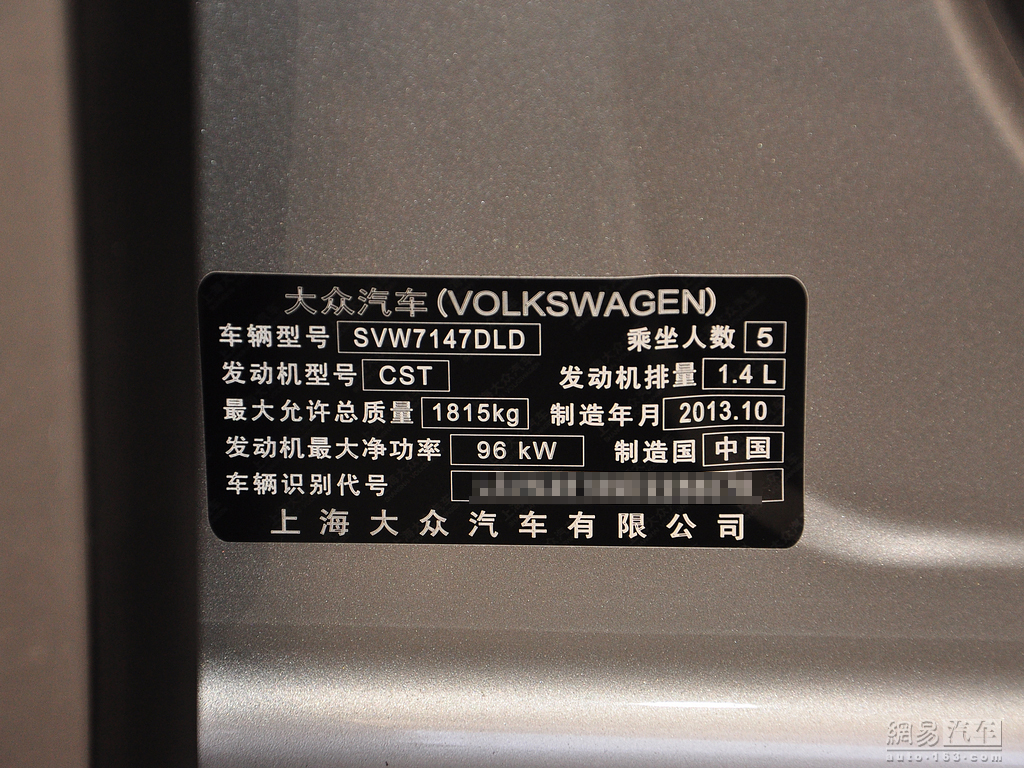 大众汽车(VOLKSWAGEN)
车辆型号 SVW7147DLD 乘坐人数 5
发动机型号 CST 发动机排量 1.4 L
最大允许总质量 1815kg 制造年月 2013.10
发动机最大净功率 96 kW 制造国 中国
车辆识别代号
上海大众汽车有限公司
網易汽车
auto.163.com